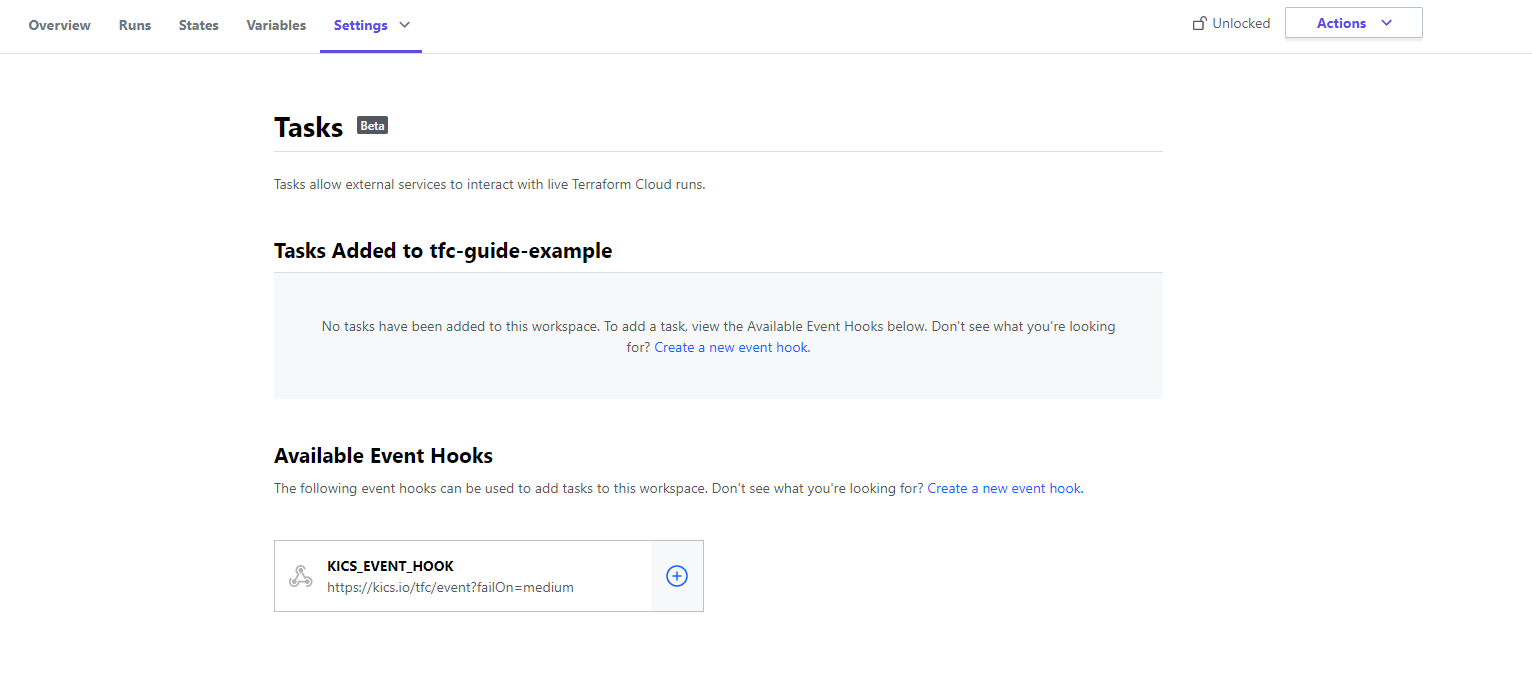 Overview Runs States Variables Settings Unlocked Actions
Tasks Beta
Tasks allow external services to interact with live Terraform Cloud runs.
Tasks Added to tfc-guide-example
No tasks have been added to this workspace. To add a task, view the Available Event Hooks below. Don't see what you're looking
for? Create a new event hook.
Available Event Hooks
The following event hooks can be used to add tasks to this workspace. Don't see what you're looking for? Create a new event hook.
KICS_EVENT_HOOK
https://kics.io/tfc/event?failOn=medium